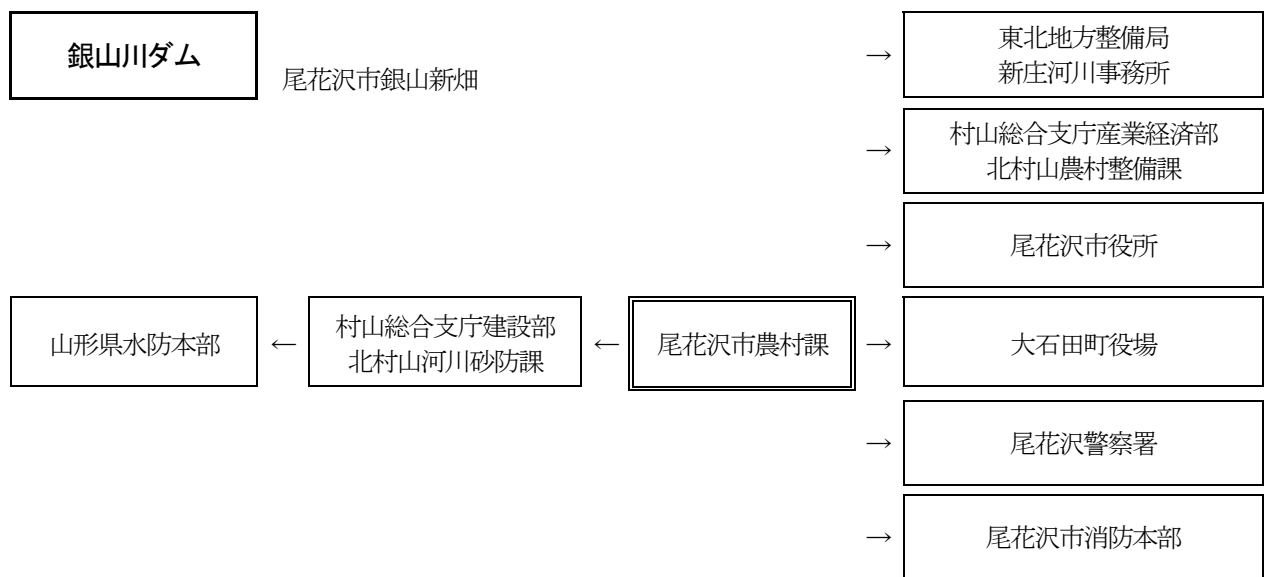 銀山川ダム
尾花沢市銀山新畑
→
東北地方整備局
新庄河川事務所
→
村山総合支庁産業経済部
北村山農村整備課
→
尾花沢市役所
山形県水防本部
←
村山総合支庁建設部
北村山河川砂防課
←
尾花沢市農村課
→
大石田町役場
→
尾花沢警察署
→
尾花沢市消防本部